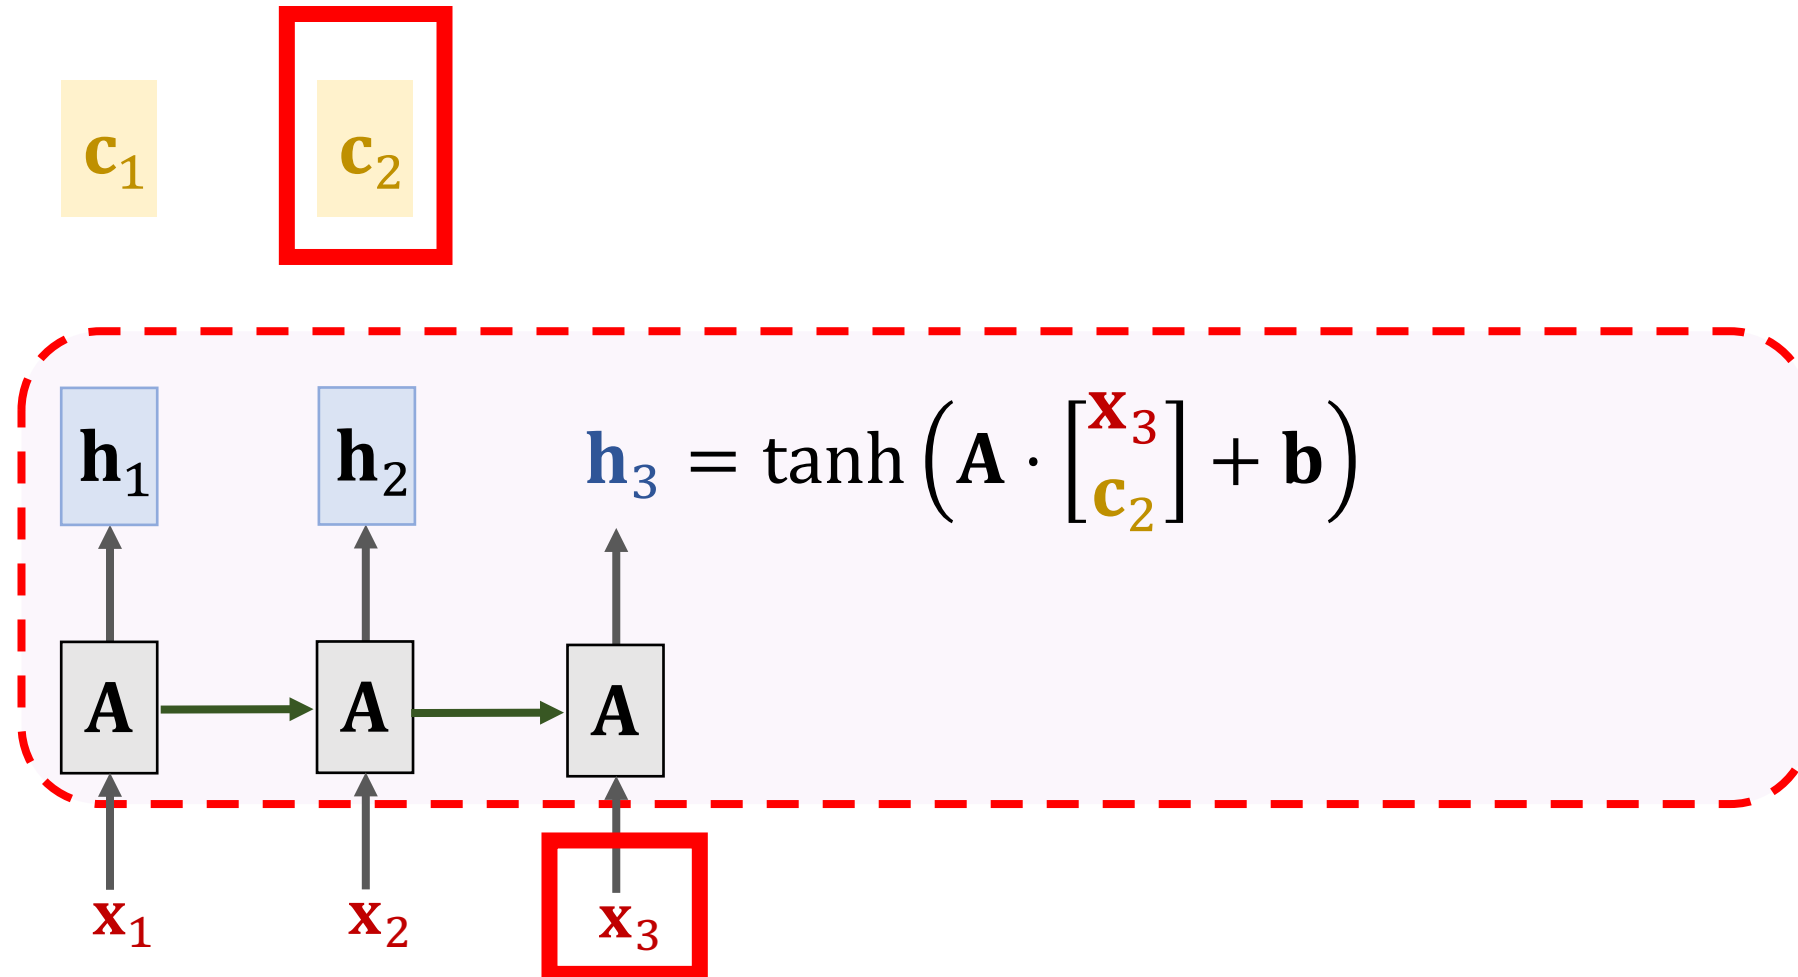 c₁ c₂
h₁ h₂ h₃ = tanh(A · [x₃ c₂] + b)
A A A
x₁ x₂ x₃